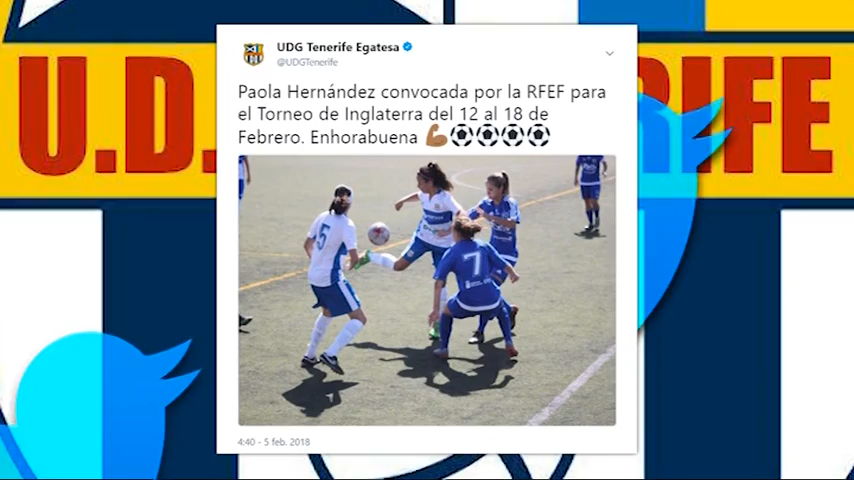 U.D.
RIFE
UDG Tenerife Egatesa
@UDGTenerife
Paola Hernández convocada por la RFEF para
el Torneo de Inglaterra del 12 al 18 de
Febrero. Enhorabuena 💪🏽⚽⚽⚽⚽
5
7
4:40 - 5 feb. 2018